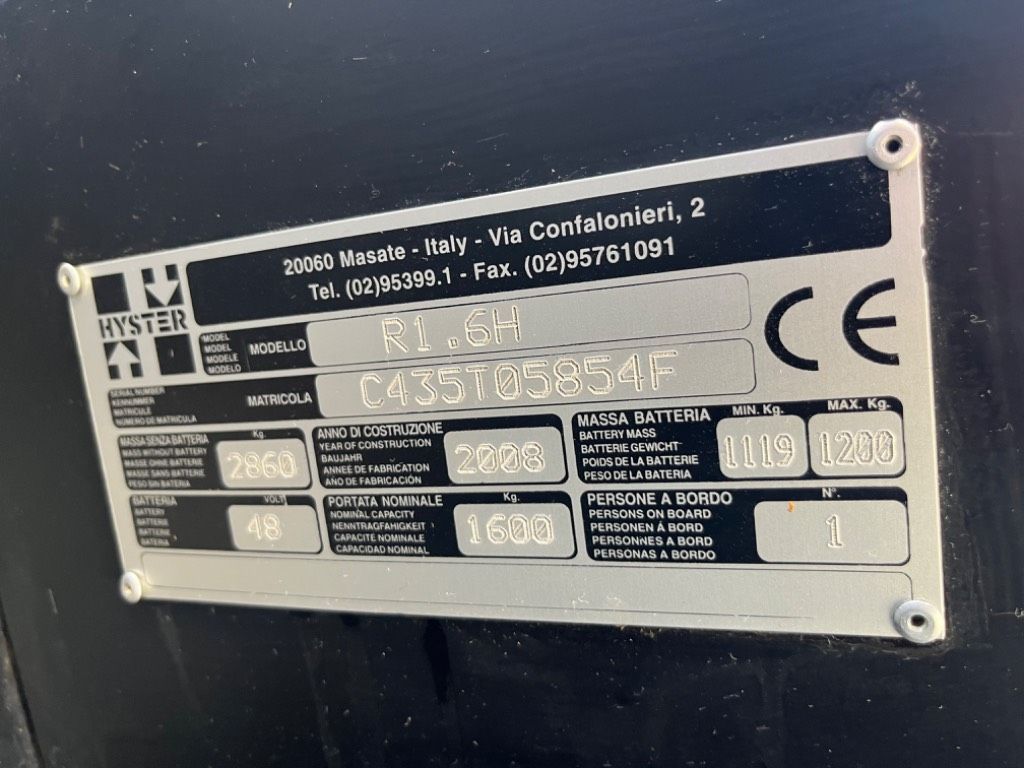 20060 Masate - Italy - Via Confalonieri, 2
Tel. (02)95399.1 - Fax. (02)95761091
HYSTER
MODEL
MODEL
MODELE
MODELO
MODELLO
R1.6H
SERIAL NUMBER
KENNUMMER
MATRICULE
NUMERO DE MATRICULA
MATRICOLA
C435T05854F
MASSA SENZA BATTERIA
MASS WITHOUT BATTERY
MASSE OHNE BATTERIE
MASSE SANS BATTERIE
PESO SIN BATERIA
Kg.
2860
ANNO DI COSTRUZIONE
YEAR OF CONSTRUCTION
BAUJAHR
ANNEÉ DE FABRICATION
AÑO DE FABRICACIÓN
2008
MASSA BATTERIA
BATTERY MASS
BATTERIE GEWICHT
POIDS DE LA BATTERIE
PESO DE LA BATERIA
MIN. Kg.
1119
MAX. Kg.
1200
BATTERIA
BATTERY
BATTERIE
BATTERIE
BATERIA
VOLT
48
PORTATA NOMINALE
NOMINAL CAPACITY
NENNTRAGFAHIGKEIT
CAPACITÉ NOMINALE
CAPACIDAD NOMINAL
Kg.
1600
PERSONE A BORDO
PERSONS ON BOARD
PERSONEN Á BORD
PERSONNES A BORD
PERSONAS A BORDO
N°.
1
CE